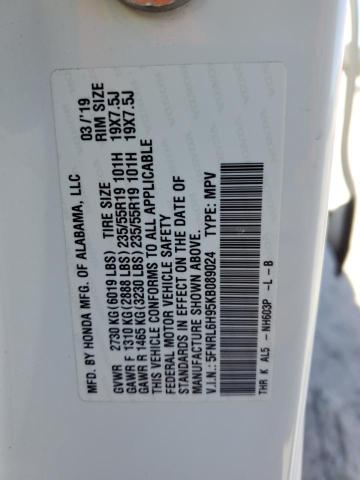 MFD. BY HONDA MFG. OF ALABAMA, LLC 03/'19
GVWR 2730 KG(6019 LBS) TIRE SIZE RIM SIZE
GAWR F 1310 KG(2888 LBS) 235/55R19 101H 19X7.5J
GAWR R 1465 KG(3230 LBS) 235/55R19 101H 19X7.5J
THIS VEHICLE CONFORMS TO ALL APPLICABLE
FEDERAL MOTOR VEHICLE SAFETY
STANDARDS IN EFFECT ON THE DATE OF
MANUFACTURE SHOWN ABOVE.
V.I.N.: 5FNRL6H95KB089024 TYPE: MPV
THR K AL5 - NH603P -L -B